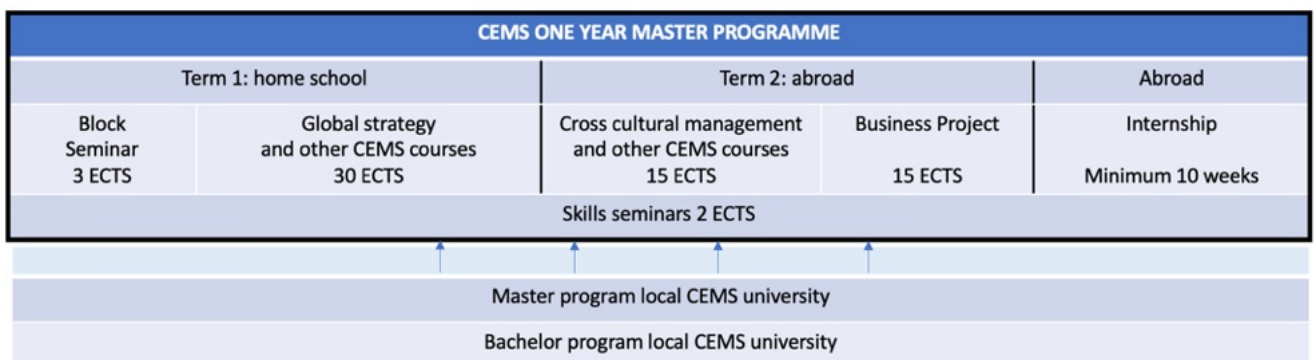 CEMS ONE YEAR MASTER PROGRAMME
Term 1: home school
Term 2: abroad
Abroad
Block
Seminar
3 ECTS
Global strategy
and other CEMS courses
30 ECTS
Cross cultural management
and other CEMS courses
15 ECTS
Business Project
15 ECTS
Internship
Minimum 10 weeks
Skills seminars 2 ECTS
Master program local CEMS university
Bachelor program local CEMS university